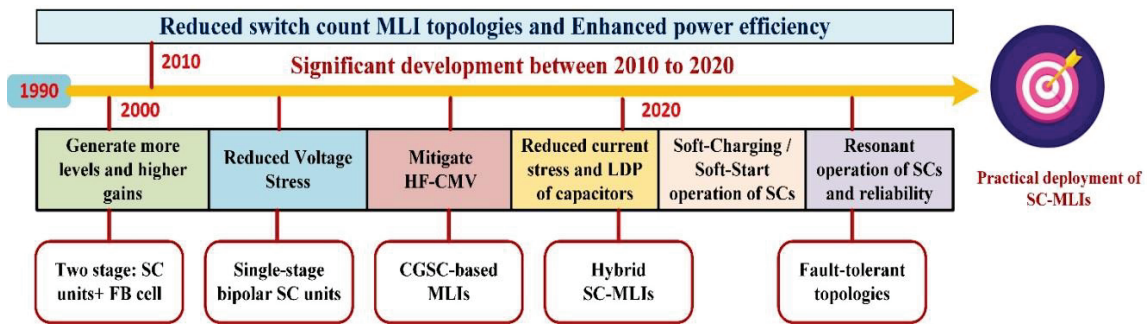 Reduced switch count MLI topologies and Enhanced power efficiency
2010
Significant development between 2010 to 2020
1990
2000
2020
Generate more
levels and higher
gains
Reduced Voltage
Stress
Mitigate
HF-CMV
Reduced current
stress and LDP
of capacitors
Soft-Charging /
Soft-Start
operation of SCs
Resonant
operation of SCs
and reliability
Practical deployment of
SC-MLIs
Two stage: SC
units+ FB cell
Single-stage
bipolar SC units
CGSC-based
MLIs
Hybrid
SC-MLIs
Fault-tolerant
topologies